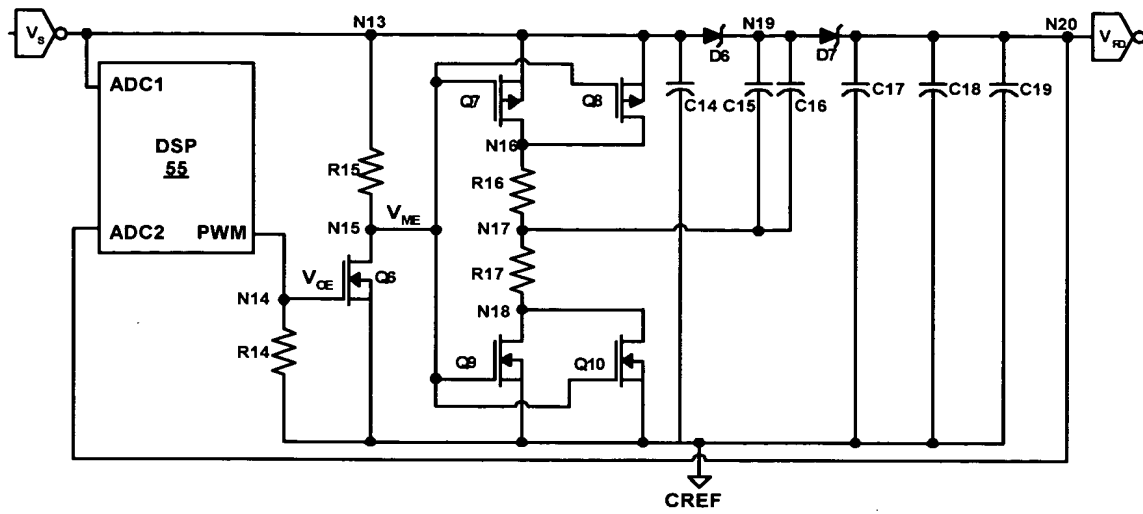 VS
N13
N19
N20
D6
D7
ADC1
DSP
55
ADC2
PWM
Q7
Q8
C14
C15
C16
C17
C18
C19
N16
R15
R16
N15
VME
N17
R17
VCE
Q6
N14
N18
R14
Q9
Q10
CREF